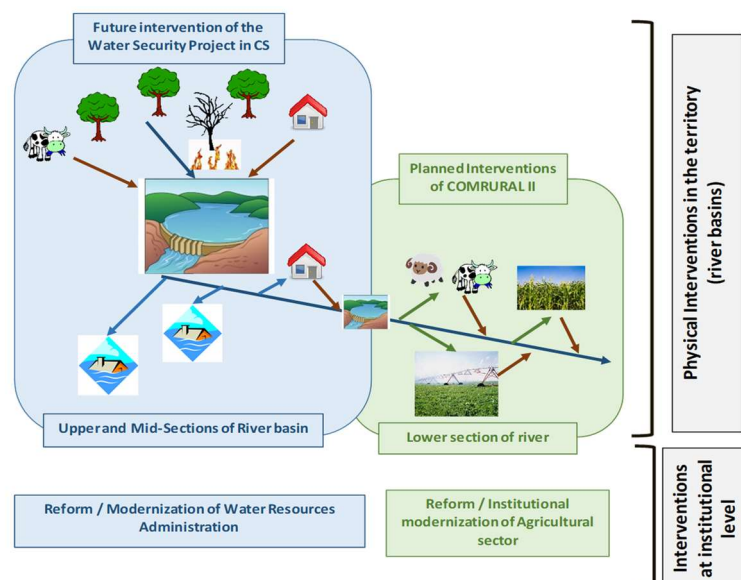 Future intervention of the
Water Security Project in CS
Planned Interventions
of COMRURAL II
Upper and Mid-Sections of River basin
Lower section of river
Physical Interventions in the territory
(river basins)
Reform / Modernization of Water Resources
Administration
Reform / Institutional
modernization of Agricultural
sector
Interventions
at institutional
level